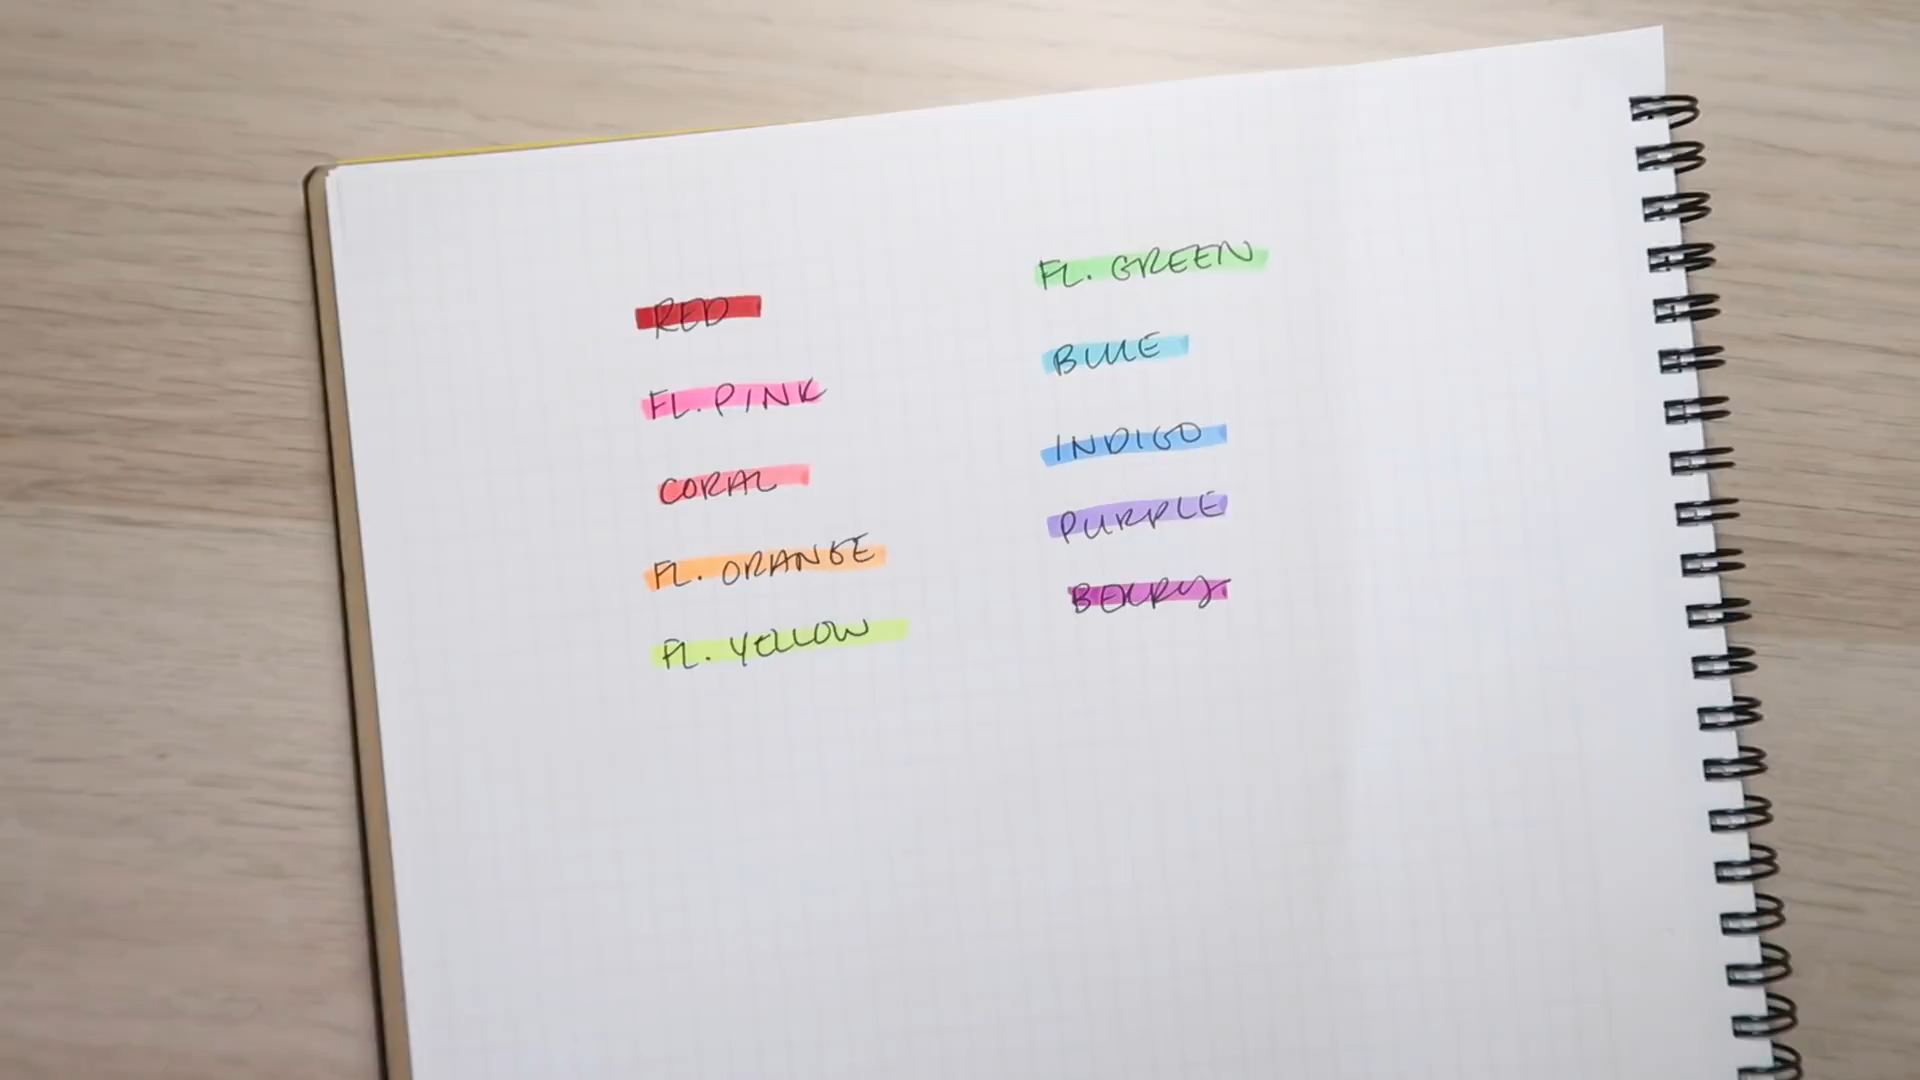 RED
FL. PINK
CORAL
FL. ORANGE
FL. YELLOW
FL. GREEN
BLUE
INDIGO
PURPLE
BERRY